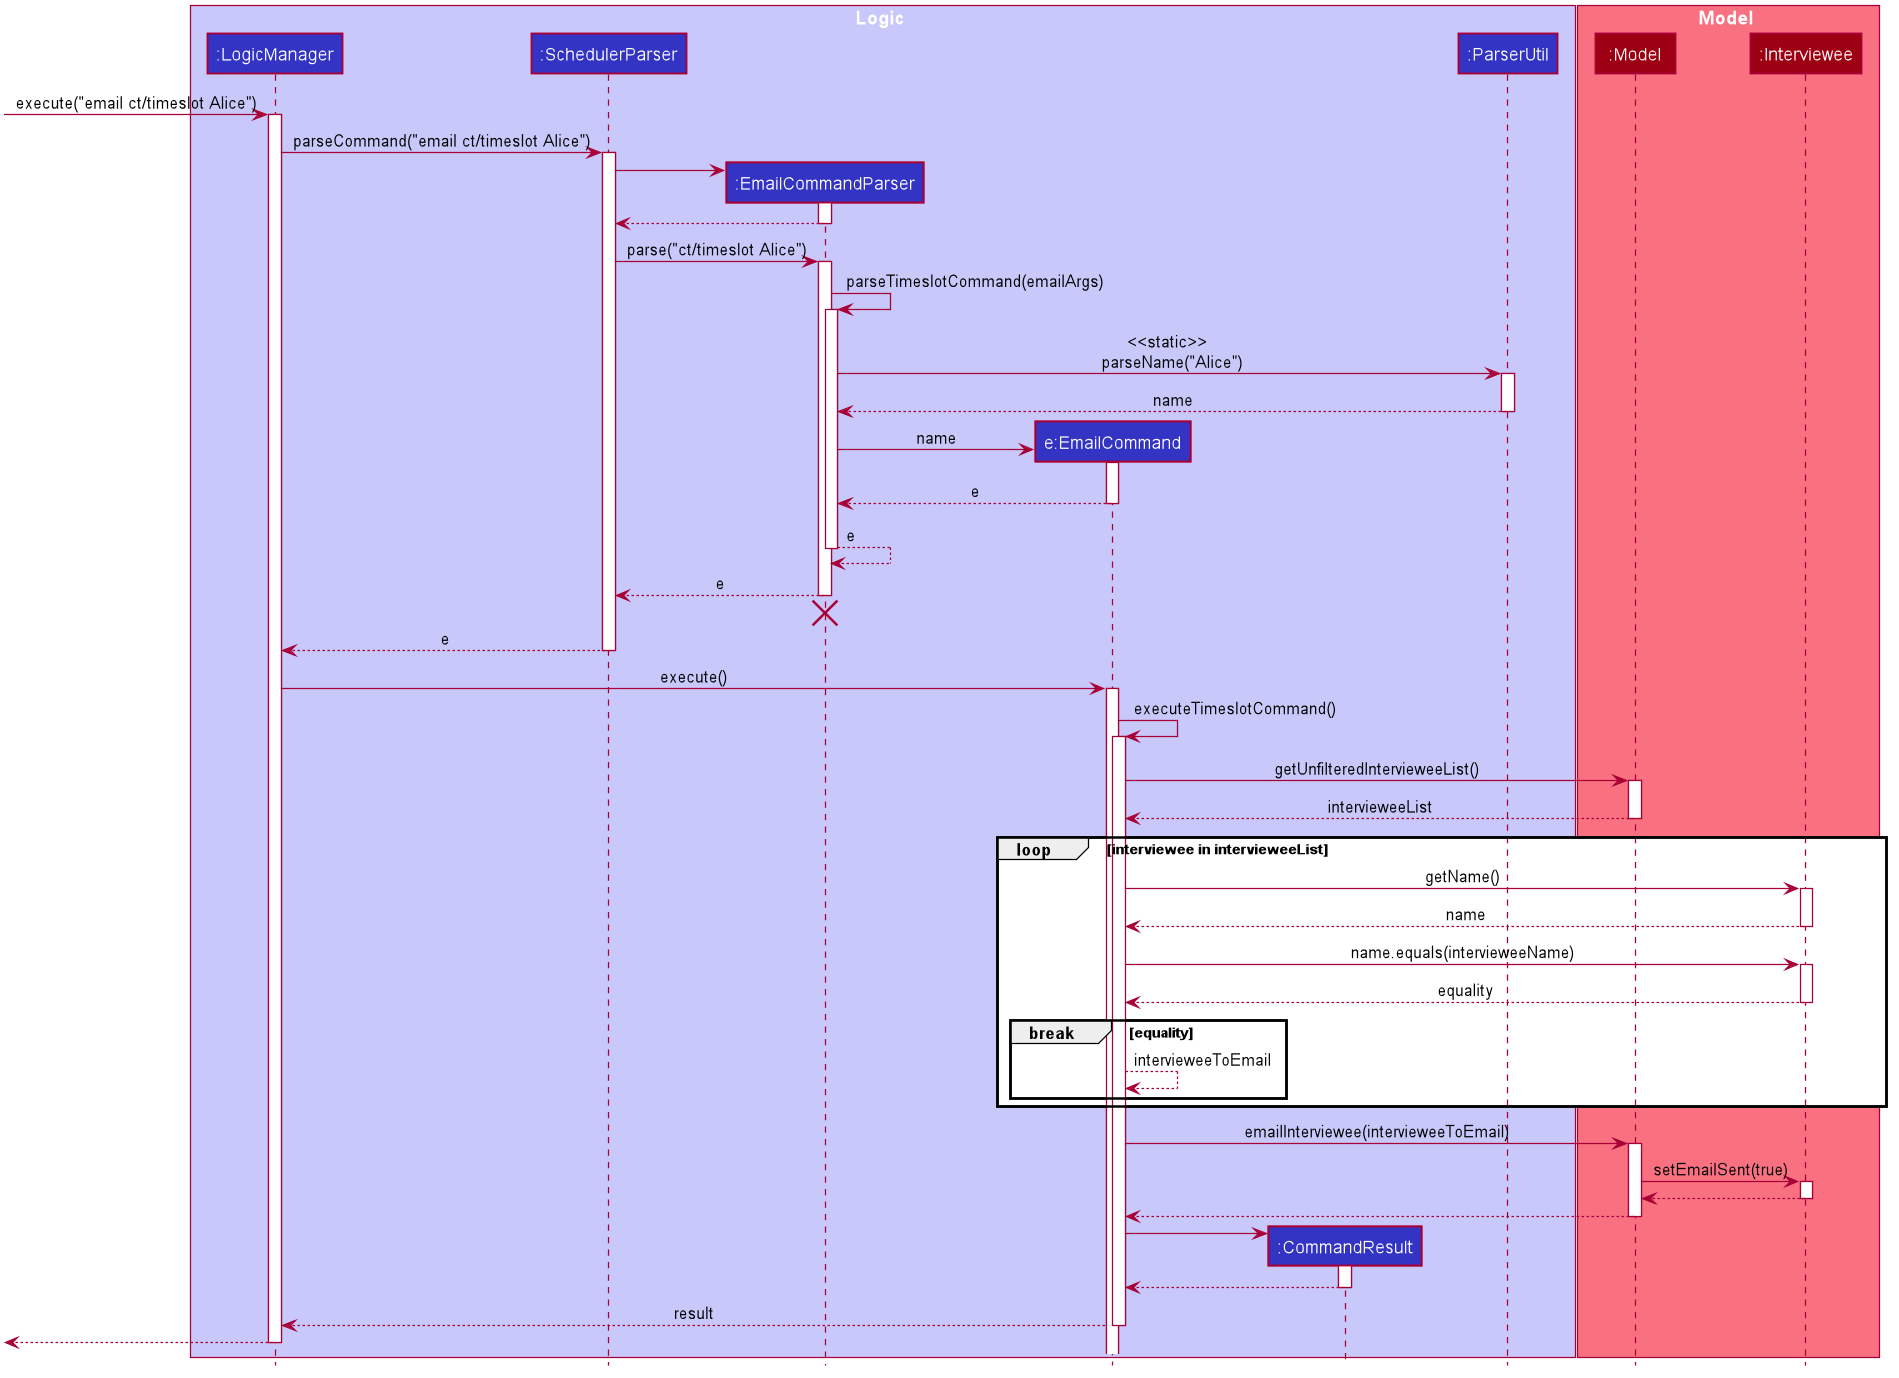 Logic
Model
:LogicManager
:SchedulerParser
:ParserUtil
:Model
:Interviewee
execute("email ct/timeslot Alice")
parseCommand("email ct/timeslot Alice")
:EmailCommandParser
parse("ct/timeslot Alice")
parseTimeslotCommand(emailArgs)
<<static>>
parseName("Alice")
name
name
e:EmailCommand
e
e
e
e
execute()
executeTimeslotCommand()
getUnfilteredIntervieweeList()
intervieweeList
loop
[interviewee in intervieweeList]
getName()
name
name.equals(intervieweeName)
equality
break
[equality]
intervieweeToEmail
emailInterviewee(intervieweeToEmail)
setEmailSent(true)
:CommandResult
result